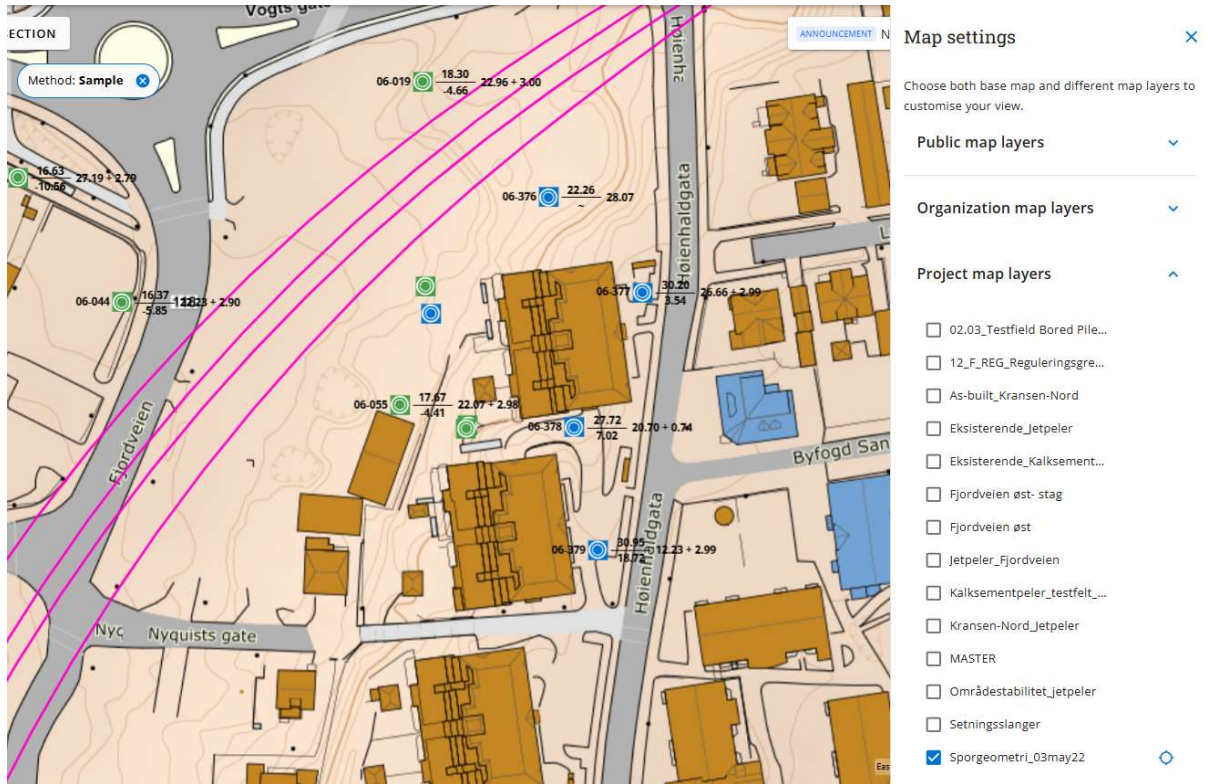 Vogts gate
ECTION
ANNOUNCEMENT N
Method: Sample
06-019 18.30 22.96 + 3.00
-4.66
Høienha
16.63 27.19 + 2.79
-10.56
06-376 22.26 28.07
~
Høienhaldgata
06-044 16.37 + 2.90
-5.85
06-377 30.20 26.66 + 2.99
3.54
06-055 17.67 22.07 + 2.98
-4.41
06-378 27.72 20.70 + 0.74
7.02
Fjordveien
Byfogd San
06-379 30.95 12.23 + 2.99
18.72
Høienhaldgata
Nyq Nyquists gate
Eas
Map settings
Choose both base map and different map layers to
customise your view.
Public map layers
Organization map layers
Project map layers
02.03_Testfield Bored Pile...
12_F_REG_Reguleringsgre...
As-built_Kransen-Nord
Eksisterende_Jetpeler
Eksisterende_Kalksement...
Fjordveien øst- stag
Fjordveien øst
Jetpeler_Fjordveien
Kalksementpeler_testfelt_...
Kransen-Nord_Jetpeler
MASTER
Områdestabilitet_jetpeler
Setningsslanger
Sporgeometri_03may22